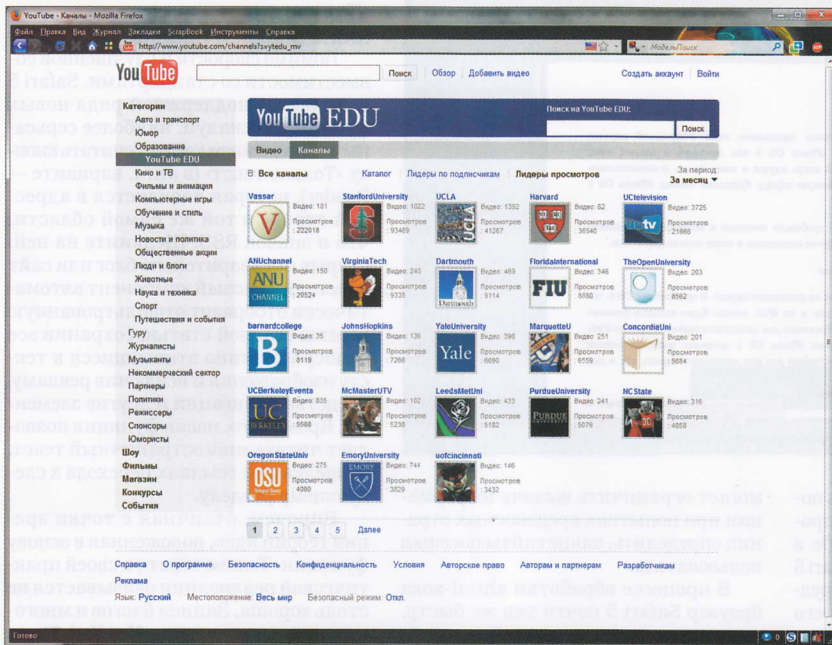 YouTube - Каналы - Mozilla Firefox
Файл Правка Вид Журнал Закладки ScrapBook Инструменты Справка
http://www.youtube.com/channels?s=ytedu_mv
МодельПоиск
YouTube
Поиск
Обзор
Добавить видео
Создать аккаунт
Войти
Категории
Авто и транспорт
Юмор
Образование
YouTube EDU
Кино и ТВ
Фильмы и анимация
Компьютерные игры
Обучение и стиль
Музыка
Новости и политика
Общественные акции
Люди и блоги
Животные
Наука и техника
Спорт
Путешествия и события
Гуру
Журналисты
Музыканты
Некоммерческий сектор
Партнеры
Политики
Режиссеры
Спонсоры
Юмористы
Шоу
Фильмы
Магазин
Конкурсы
События
YouTube EDU
Поиск на YouTube EDU:
Поиск
Видео
Каналы
В: Все каналы
Каталог
Лидеры по подписчикам
Лидеры просмотров
За период:
За месяц
Vassar
Видео: 181
Просмотров
: 222018
StanfordUniversity
Видео: 1022
Просмотров
: 93469
UCLA
Видео: 1382
Просмотров
: 41267
Harvard
Видео: 82
Просмотров
: 36540
UCtelevision
Видео: 3725
Просмотров
: 21866
ANUchannel
Видео: 150
Просмотров
: 20524
VirginiaTech
Видео: 243
Просмотров
: 9335
Dartmouth
Видео: 469
Просмотров
: 9114
FloridaInternational
Видео: 346
Просмотров
: 8860
TheOpenUniversity
Видео: 203
Просмотров
: 8562
barnardcollege
Видео: 35
Просмотров
: 8119
JohnsHopkins
Видео: 136
Просмотров
: 7266
YaleUniversity
Видео: 396
Просмотров
: 6690
MarquetteU
Видео: 251
Просмотров
: 6559
ConcordiaUni
Видео: 201
Просмотров
: 5884
UCBerkeleyEvents
Видео: 835
Просмотров
: 5588
McMasterUTV
Видео: 102
Просмотров
: 5238
LeedsMetUni
Видео: 433
Просмотров
: 5182
PurdueUniversity
Видео: 241
Просмотров
: 5079
NCState
Видео: 316
Просмотров
: 4858
OregonStateUniv
Видео: 275
Просмотров
: 4080
EmoryUniversity
Видео: 744
Просмотров
: 3829
uofcincinnati
Видео: 146
Просмотров
: 3423
1 2 3 4 5 Далее
Справка О программе Безопасность Конфиденциальность Условия Авторское право Авторам и партнерам Разработчикам
Реклама
Язык: Русский Местоположение: Весь мир Безопасный режим: Откл.
Готово